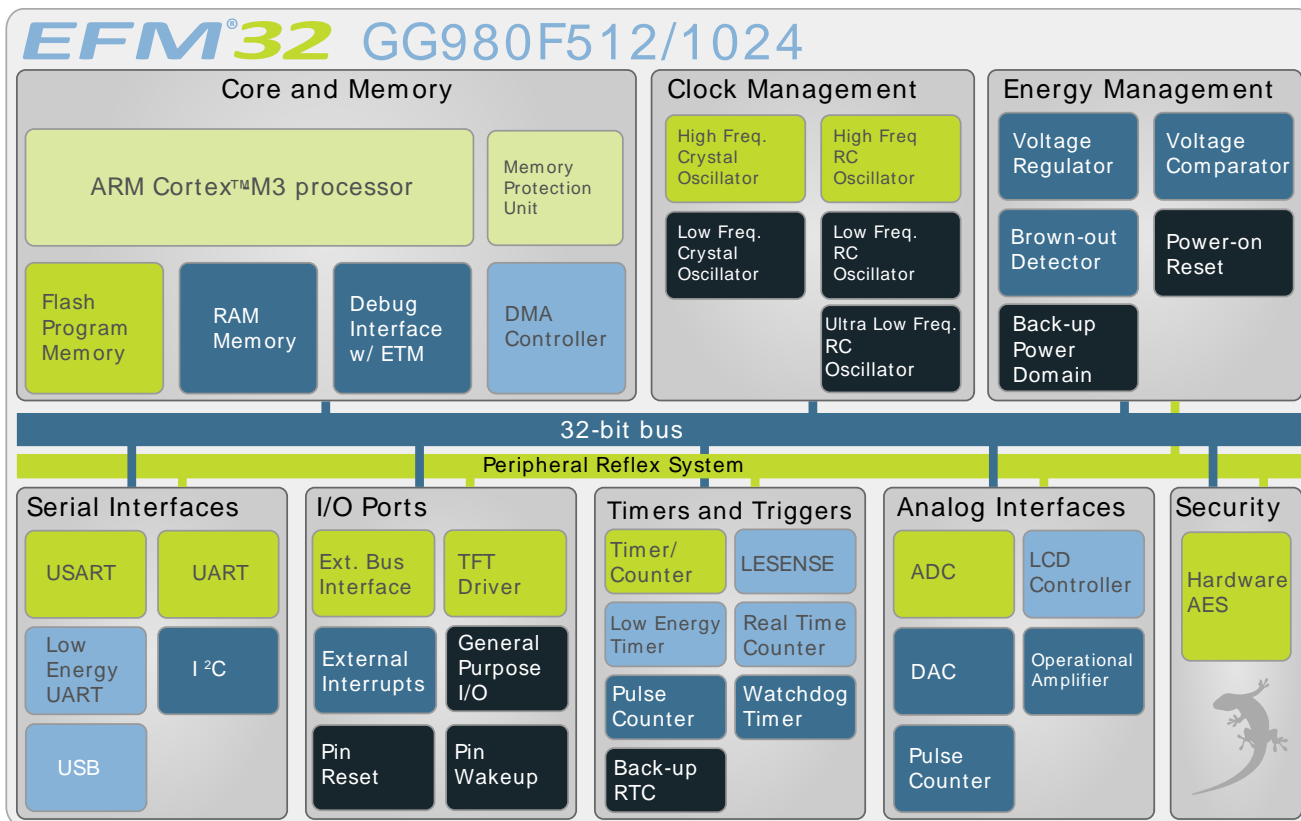 EFM®32 GG980F512/1024
Core and Memory
ARM Cortex™M3 processor
Memory
Protection
Unit
Flash
Program
Memory
RAM
Memory
Debug
Interface
w/ ETM
DMA
Controller
Clock Management
High Freq.
Crystal
Oscillator
High Freq
RC
Oscillator
Low Freq.
Crystal
Oscillator
Low Freq.
RC
Oscillator
Ultra Low Freq.
RC
Oscillator
Energy Management
Voltage
Regulator
Voltage
Comparator
Brown-out
Detector
Power-on
Reset
Back-up
Power
Domain
32-bit bus
Peripheral Reflex System
Serial Interfaces
USART
UART
Low
Energy
UART
I²C
USB
I/O Ports
Ext. Bus
Interface
TFT
Driver
External
Interrupts
General
Purpose
I/O
Pin
Reset
Pin
Wakeup
Timers and Triggers
Timer/
Counter
LESENSE
Low Energy
Timer
Real Time
Counter
Pulse
Counter
Watchdog
Timer
Back-up
RTC
Analog Interfaces
ADC
LCD
Controller
DAC
Operational
Amplifier
Pulse
Counter
Security
Hardware
AES